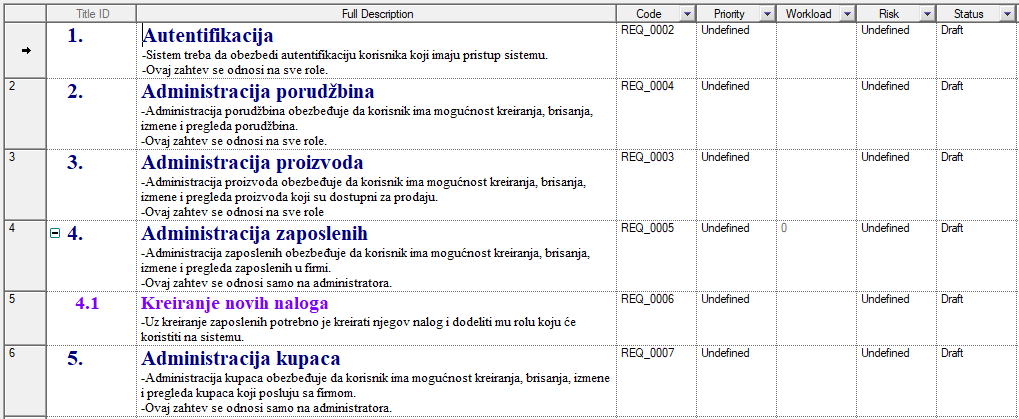 Title ID Full Description Code Priority Workload Risk Status
1. Autentifikacija REQ_0002 Undefined Undefined Draft
-Sistem treba da obezbedi autentifikaciju korisnika koji imaju pristup sistemu.
-Ovaj zahtev se odnosi na sve role.
2 2. Administracija porudžbina REQ_0004 Undefined Undefined Draft
-Administracija porudžbina obezbeđuje da korisnik ima mogućnost kreiranja, brisanja,
izmene i pregleda porudžbina.
-Ovaj zahtev se odnosi na sve role.
3 3. Administracija proizvoda REQ_0003 Undefined Undefined Draft
-Administracija proizvoda obezbeđuje da korisnik ima mogućnost kreiranja, brisanja,
izmene i pregleda proizvoda koji su dostupni za prodaju.
-Ovaj zahtev se odnosi na sve role
4 4. Administracija zaposlenih REQ_0005 Undefined 0 Undefined Draft
-Administracija zaposlenih obezbeđuje da korisnik ima mogućnost kreiranja, brisanja,
izmene i pregleda zaposlenih u firmi.
-Ovaj zahtev se odnosi samo na administratora.
5 4.1 Kreiranje novih naloga REQ_0006 Undefined Undefined Draft
-Uz kreiranje zaposlenih potrebno je kreirati njegov nalog i dodeliti mu rolu koju će
koristiti na sistemu.
6 5. Administracija kupaca REQ_0007 Undefined Undefined Draft
-Administracija kupaca obezbeđuje da korisnik ima mogućnost kreiranja, brisanja, izmene
i pregleda kupaca koji posluju sa firmom.
-Ovaj zahtev se odnosi samo na administratora.